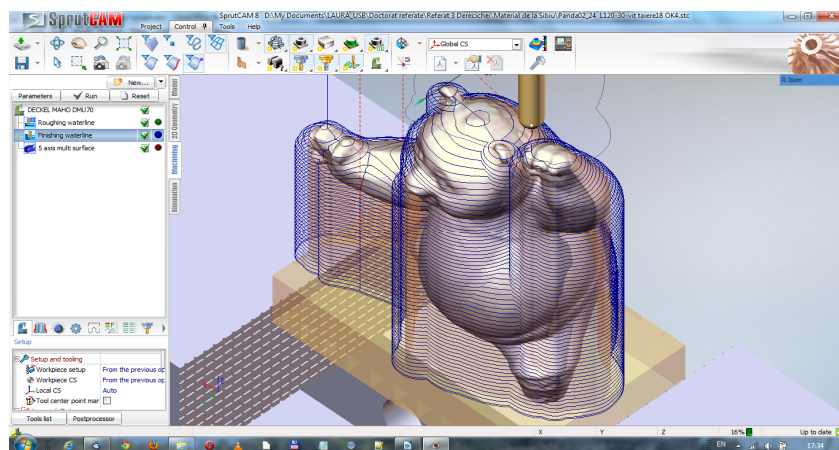 SprutCAM 8 D:\My Documents\LAURA_USB\Doctorat referate\Referat 3 Derecichei\Material de la Sibiu\Panda02_24 L120-30-vit taiere18 OK4.stc
SprutCAM
Project Control Tools Help
Global CS
New...
Parameters Run Reset
DECKEL MAHO DMU70
Roughing waterline
Finishing waterline
5 axis multi surface
Model
2D Geometry
Machining
Simulation
R.Isom
Setup
Setup and tooling
Workpiece setup From the previous op
Workpiece CS From the previous op
Local CS Auto
Tool center point mar
Tools list Postprocessor
X Y Z 16% Up to date
EN 17:34